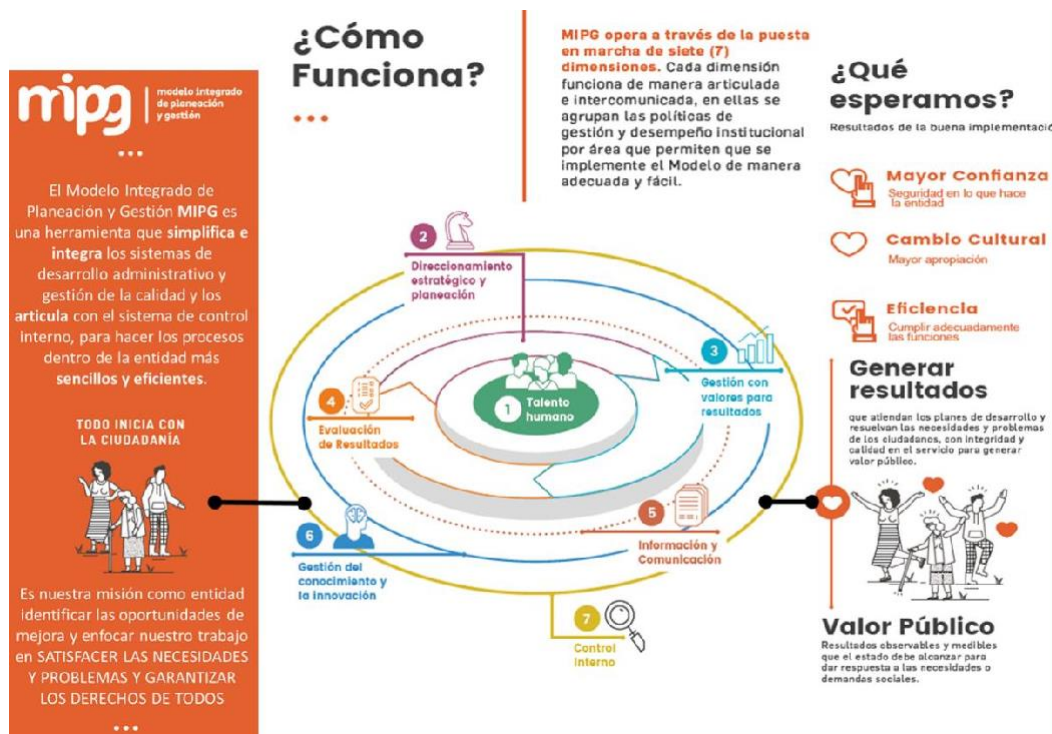 mipg
modelo integrado
de planeación
y gestión
El Modelo Integrado de
Planeación y Gestión MIPG es
una herramienta que simplifica e
integra los sistemas de
desarrollo administrativo y
gestión de la calidad y los
articula con el sistema de control
interno, para hacer los procesos
dentro de la entidad más
sencillos y eficientes.
TODO INICIA CON
LA CIUDADANÍA
Es nuestra misión como entidad
identificar las oportunidades de
mejora y enfocar nuestro trabajo
en SATISFACER LAS NECESIDADES
Y PROBLEMAS Y GARANTIZAR
LOS DERECHOS DE TODOS
¿Cómo
Funciona?
MIPG opera a través de la puesta
en marcha de siete (7)
dimensiones. Cada dimensión
funciona de manera articulada
e intercomunicada, en ellas se
agrupan las políticas de
gestión y desempeño institucional
por área que permiten que se
implemente el Modelo de manera
adecuada y fácil.
2
Direccionamiento
estratégico y
planeación
3
Gestión con
valores para
resultados
1
Talento
humano
4
Evaluación
de Resultados
5
Información y
Comunicación
6
Gestión del
conocimiento y
la innovación
7
Control
Interno
¿Qué
esperamos?
Resultados de la buena implementació
Mayor Confianza
Seguridad en lo que hace
la entidad
Cambio Cultural
Mayor apropiación
Eficiencia
Cumplir adecuadamente
las funciones
Generar
resultados
que atiendan los planes de desarrollo y
resuelvan las necesidades y problemas
de los ciudadanos, con integridad y
calidad en el servicio para generar
valor público.
Valor Público
Resultados observables y medibles
que el estado debe alcanzar para
dar respuesta a las necesidades o
demandas sociales.